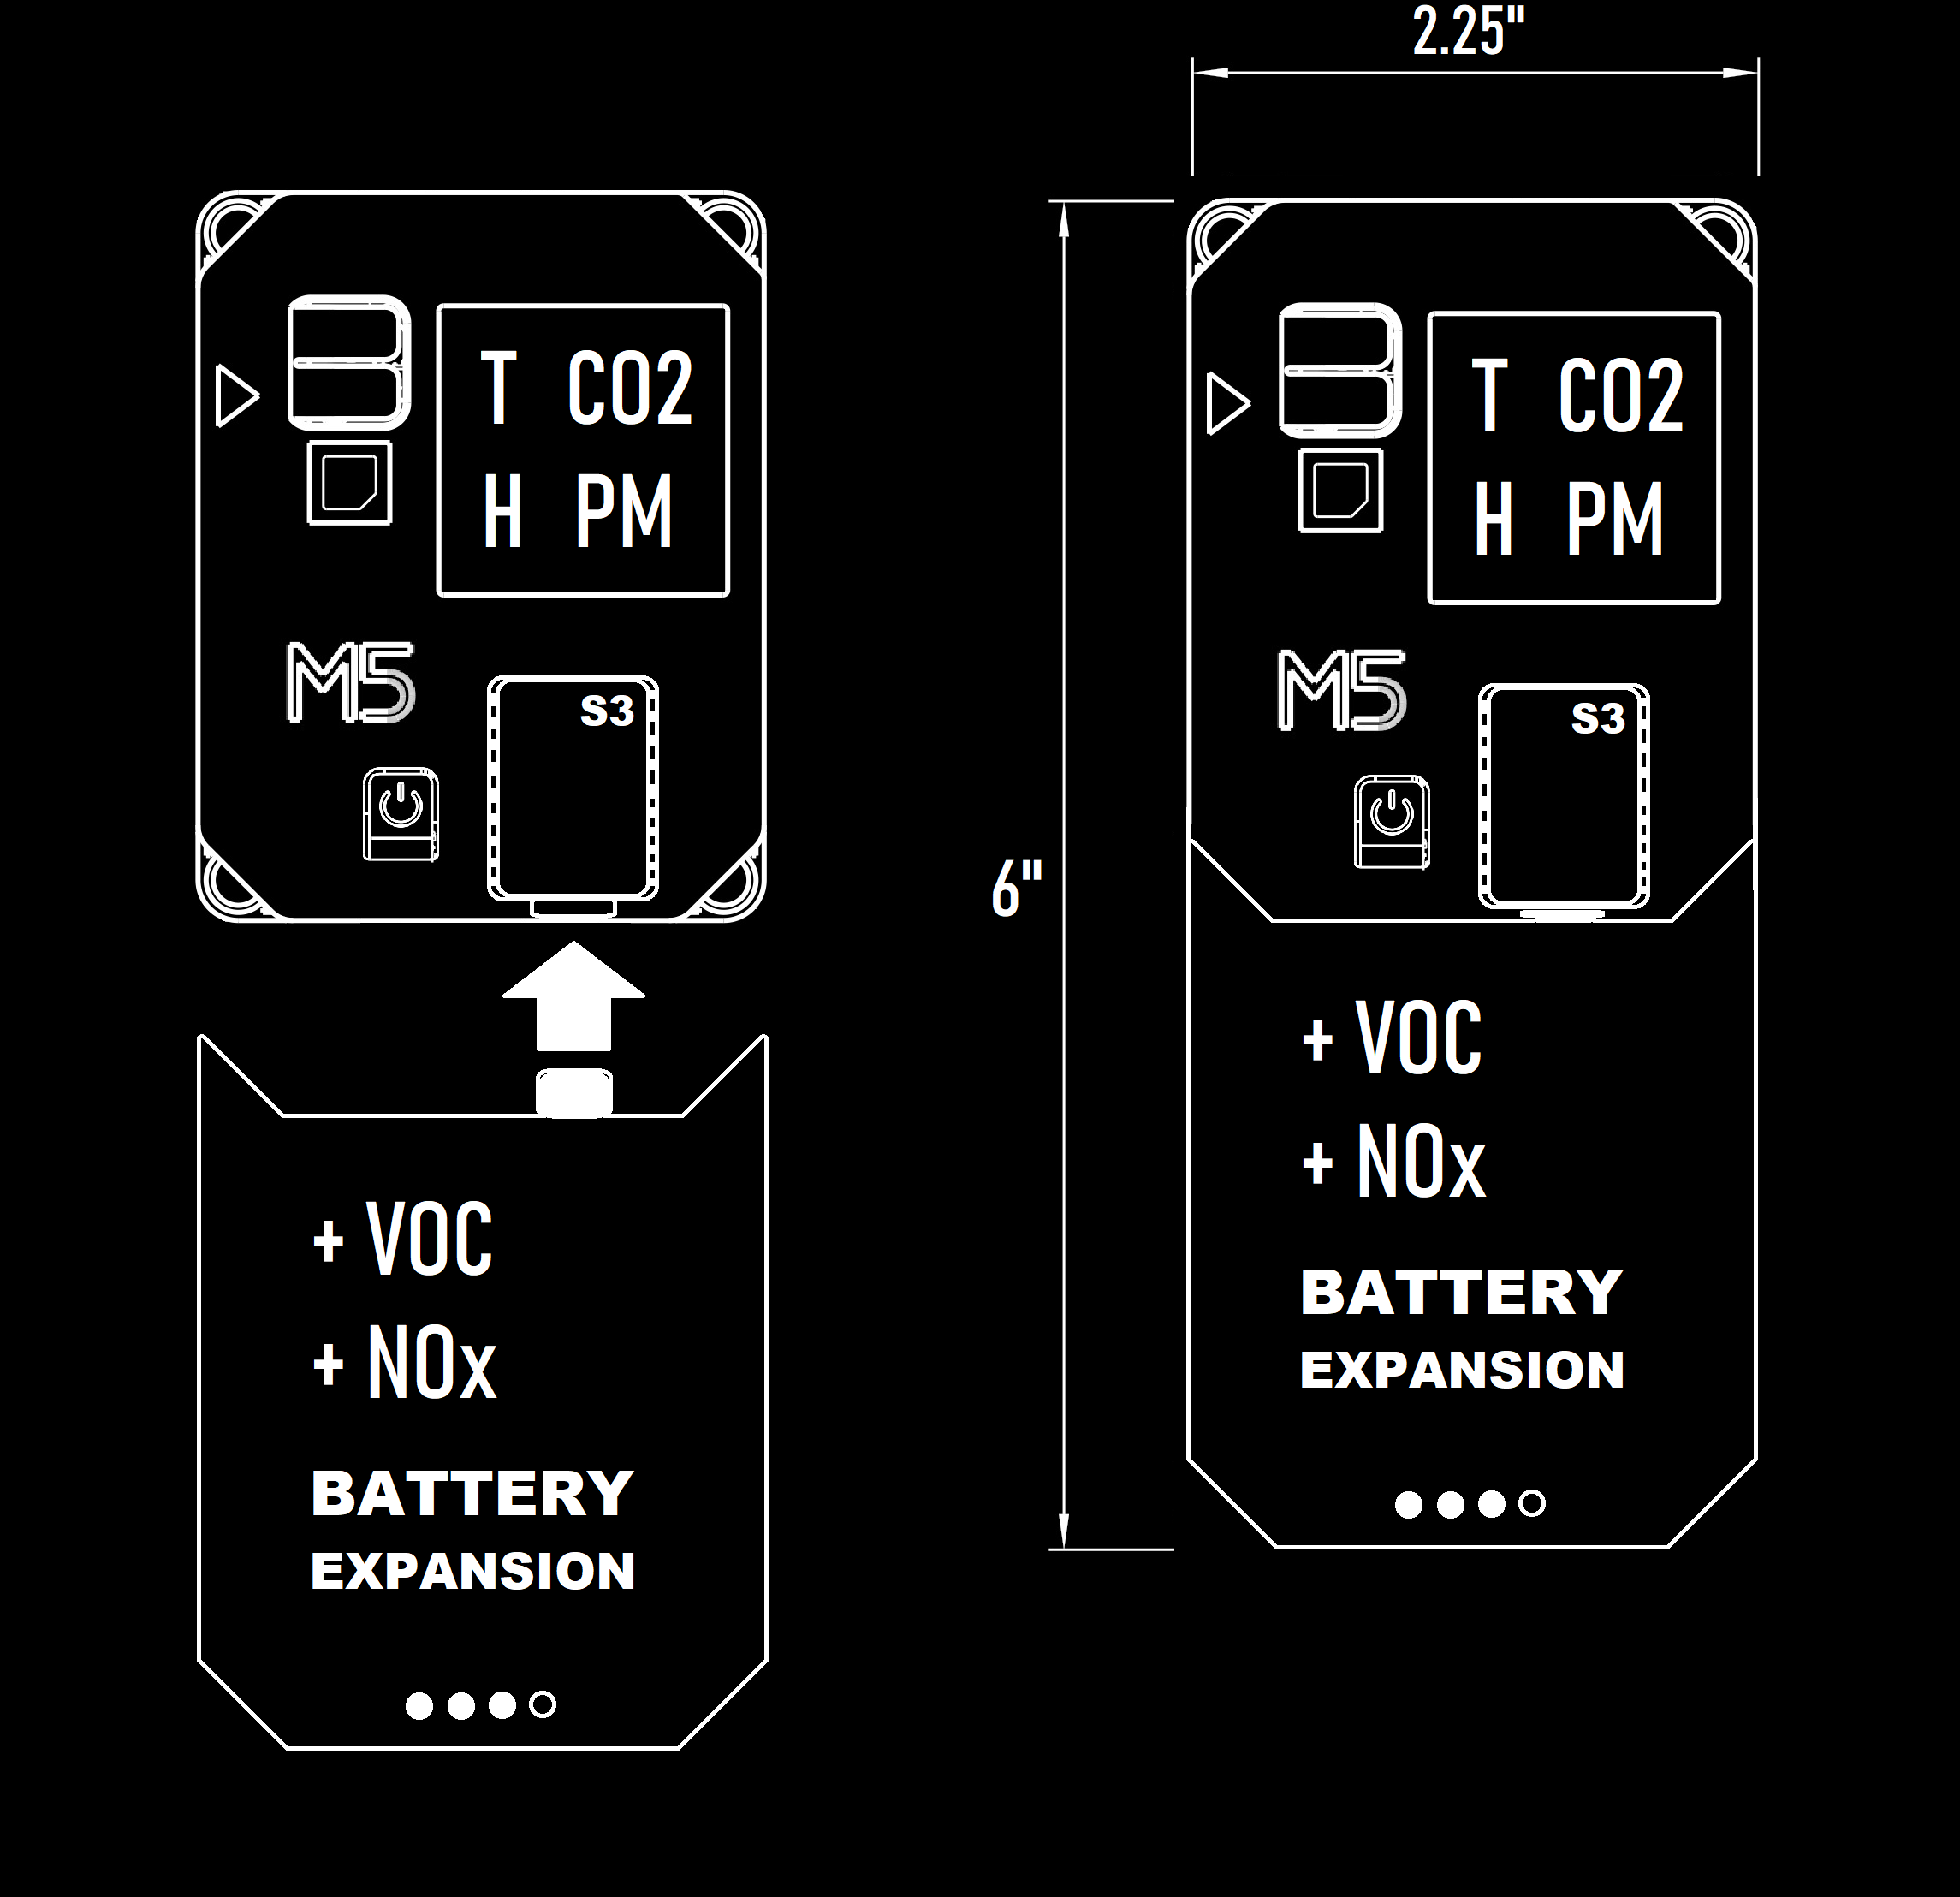 T CO2
H PM
M5
S3
+ VOC
+ NOx
BATTERY
EXPANSION
2.25"
6"
T CO2
H PM
M5
S3
+ VOC
+ NOx
BATTERY
EXPANSION